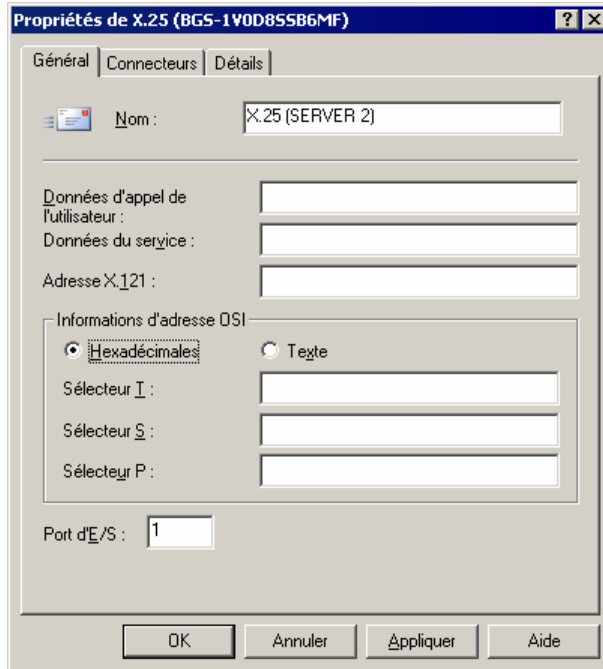 Propriétés de X.25 (BGS-1V0D8SSB6MF)
Général Connecteurs Détails
Nom : X.25 (SERVER 2)
Données d'appel de
l'utilisateur :
Données du service :
Adresse X.121 :
Informations d'adresse OSI
Hexadécimales Texte
Sélecteur T :
Sélecteur S :
Sélecteur P :
Port d'E/S : 1
OK Annuler Appliquer Aide